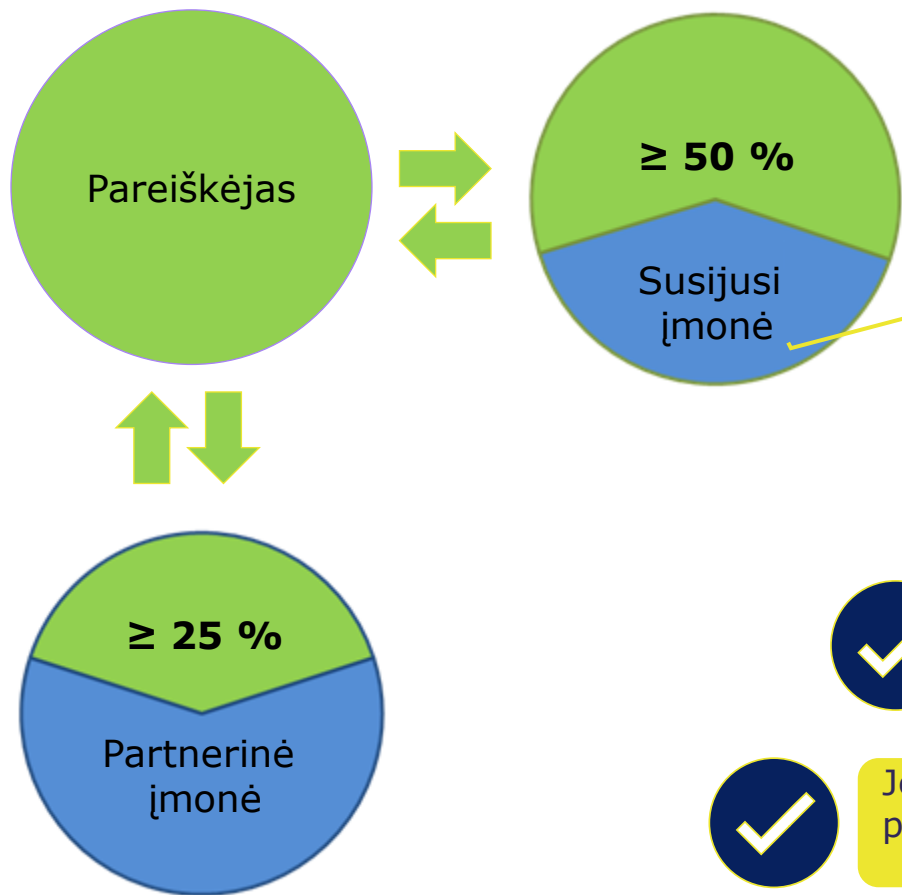 Pareiškėjas
≥ 50 %
Susijusi
įmonė
≥ 25 %
Partnerinė
įmonė